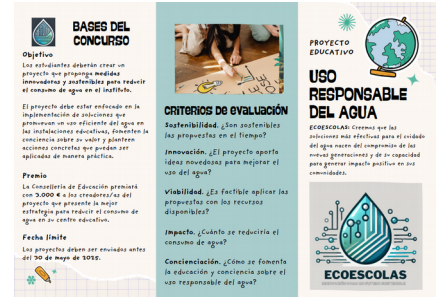 BASES DEL
CONCURSO
Objetivo
Los estudiantes deberán crear un
proyecto que proponga medidas
innovadoras y sostenibles para reducir
el consumo de agua en el instituto.
El proyecto debe estar enfocado en la
implementación de soluciones que
promuevan un uso eficiente del agua en
las instalaciones educativas, fomenten la
conciencia sobre su valor y planteen
acciones concretas que puedan ser
aplicadas de manera práctica.
Premio
La Conselleria de Educación premiará
con 3.000 € a los creadores/as del
proyecto que presente la mejor
estrategia para reducir el consumo de
agua en su centro educativo.
Fecha límite
Los proyectos deben ser enviados antes
del 30 de mayo de 2025.
CRITERIOS DE EVALUACIÓN
Sostenibilidad. ¿Son sostenibles
las propuestas en el tiempo?
Innovación. ¿El proyecto aporta
ideas novedosas para mejorar el
uso del agua?
Viabilidad. ¿Es factible aplicar las
propuestas con los recursos
disponibles?
Impacto. ¿Cuánto se reduciría el
consumo de agua?
Concienciación. ¿Cómo se fomenta
la educación y conciencia sobre el
uso responsable del agua?
PROYECTO
EDUCATIVO
USO
RESPONSABLE
DEL AGUA
ECOESCOLAS: Creemos que las
soluciones más efectivas para el cuidado
del agua nacen del compromiso de las
nuevas generaciones y de su capacidad
para generar impacto positivo en sus
comunidades.
ECOESCOLAS